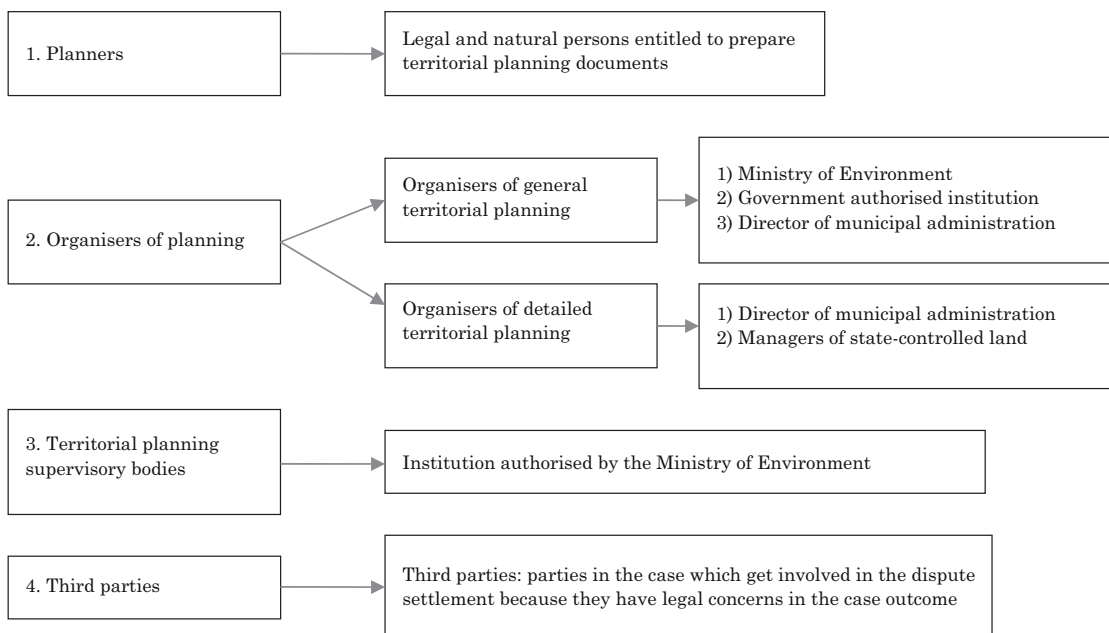 1. Planners
Legal and natural persons entitled to prepare
territorial planning documents
2. Organisers of planning
Organisers of general
territorial planning
1) Ministry of Environment
2) Government authorised institution
3) Director of municipal administration
Organisers of detailed
territorial planning
1) Director of municipal administration
2) Managers of state-controlled land
3. Territorial planning
supervisory bodies
Institution authorised by the Ministry of Environment
4. Third parties
Third parties: parties in the case which get involved in the dispute
settlement because they have legal concerns in the case outcome